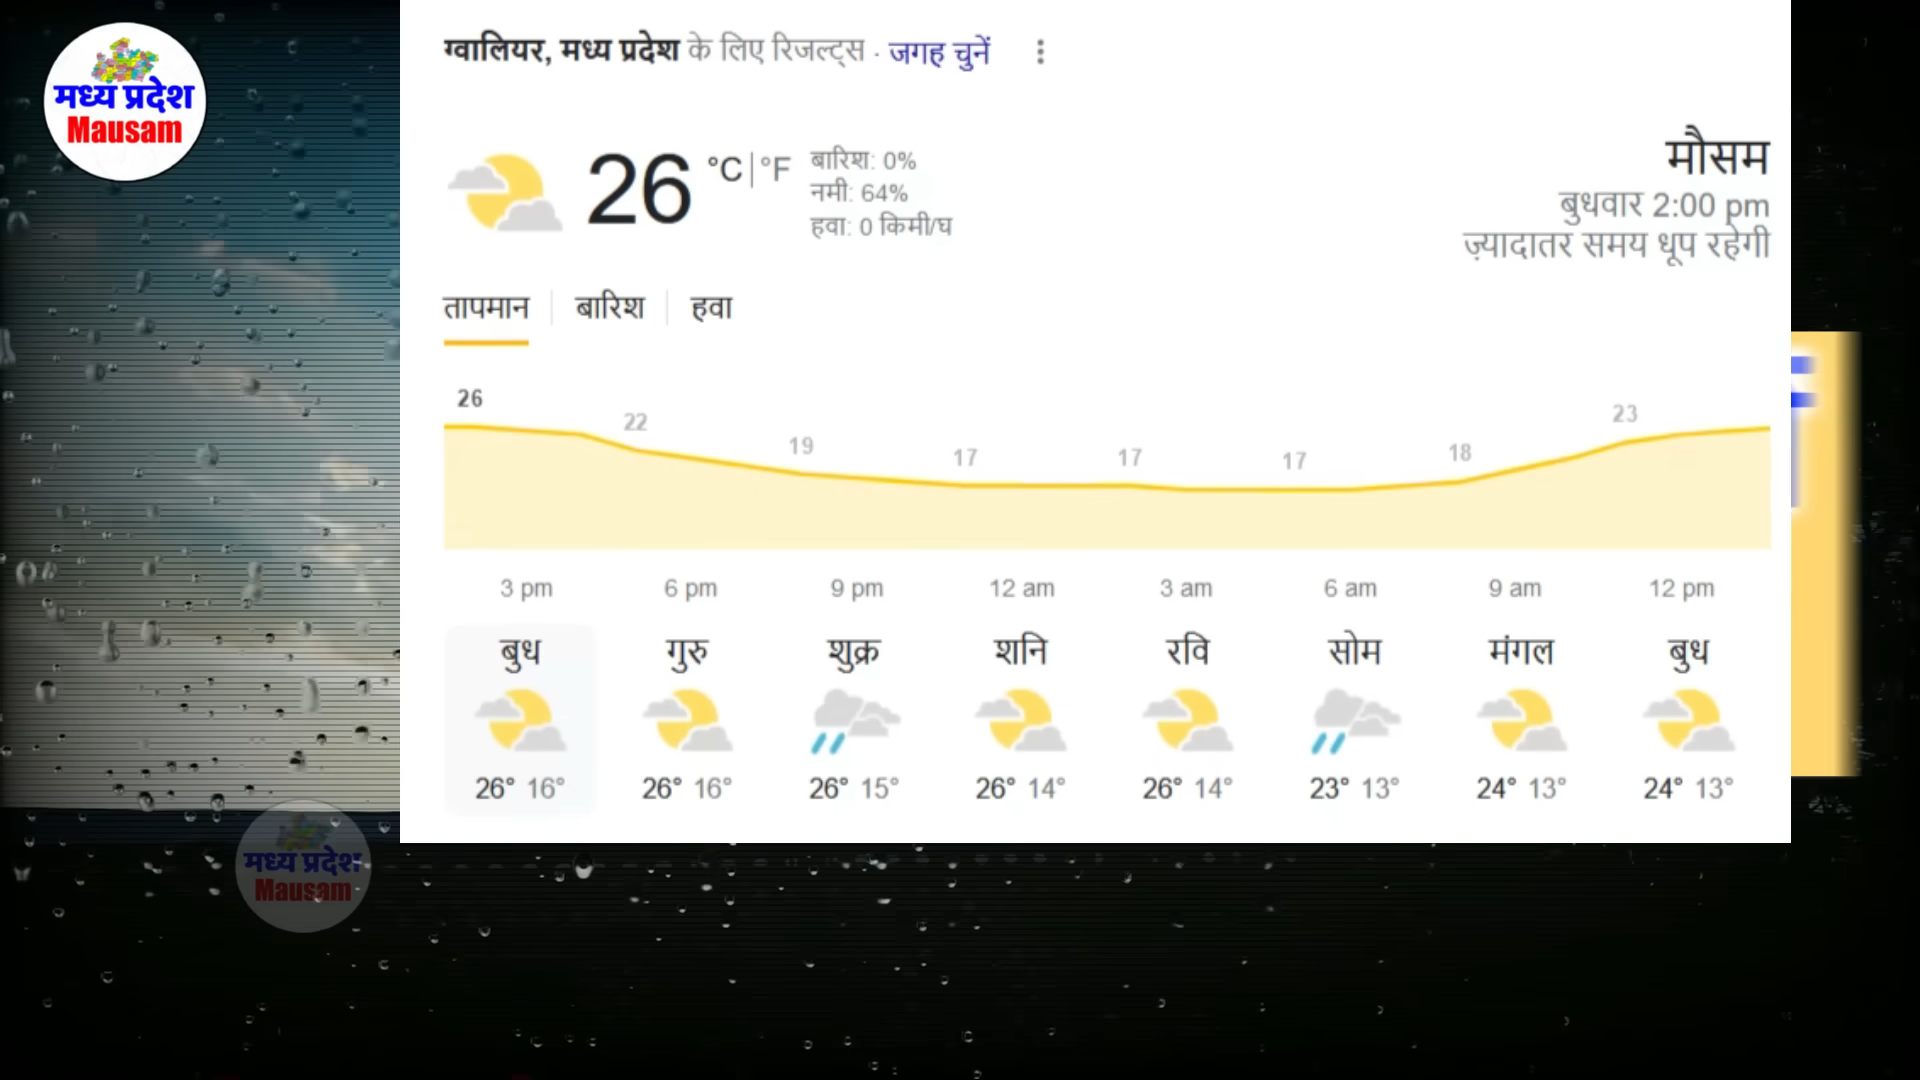 मध्य प्रदेश
Mausam
ग्वालियर, मध्य प्रदेश के लिए रिजल्ट्स · जगह चुनें
26 °C | °F
बारिश: 0%
नमी: 64%
हवा: 0 किमी/घ
मौसम
बुधवार 2:00 pm
ज़्यादातर समय धूप रहेगी
तापमान | बारिश | हवा
26 22 19 17 17 17 18 23
3 pm 6 pm 9 pm 12 am 3 am 6 am 9 am 12 pm
बुध गुरु शुक्र शनि रवि सोम मंगल बुध
26° 16° 26° 16° 26° 15° 26° 14° 26° 14° 23° 13° 24° 13° 24° 13°
मध्य प्रदेश
Mausam